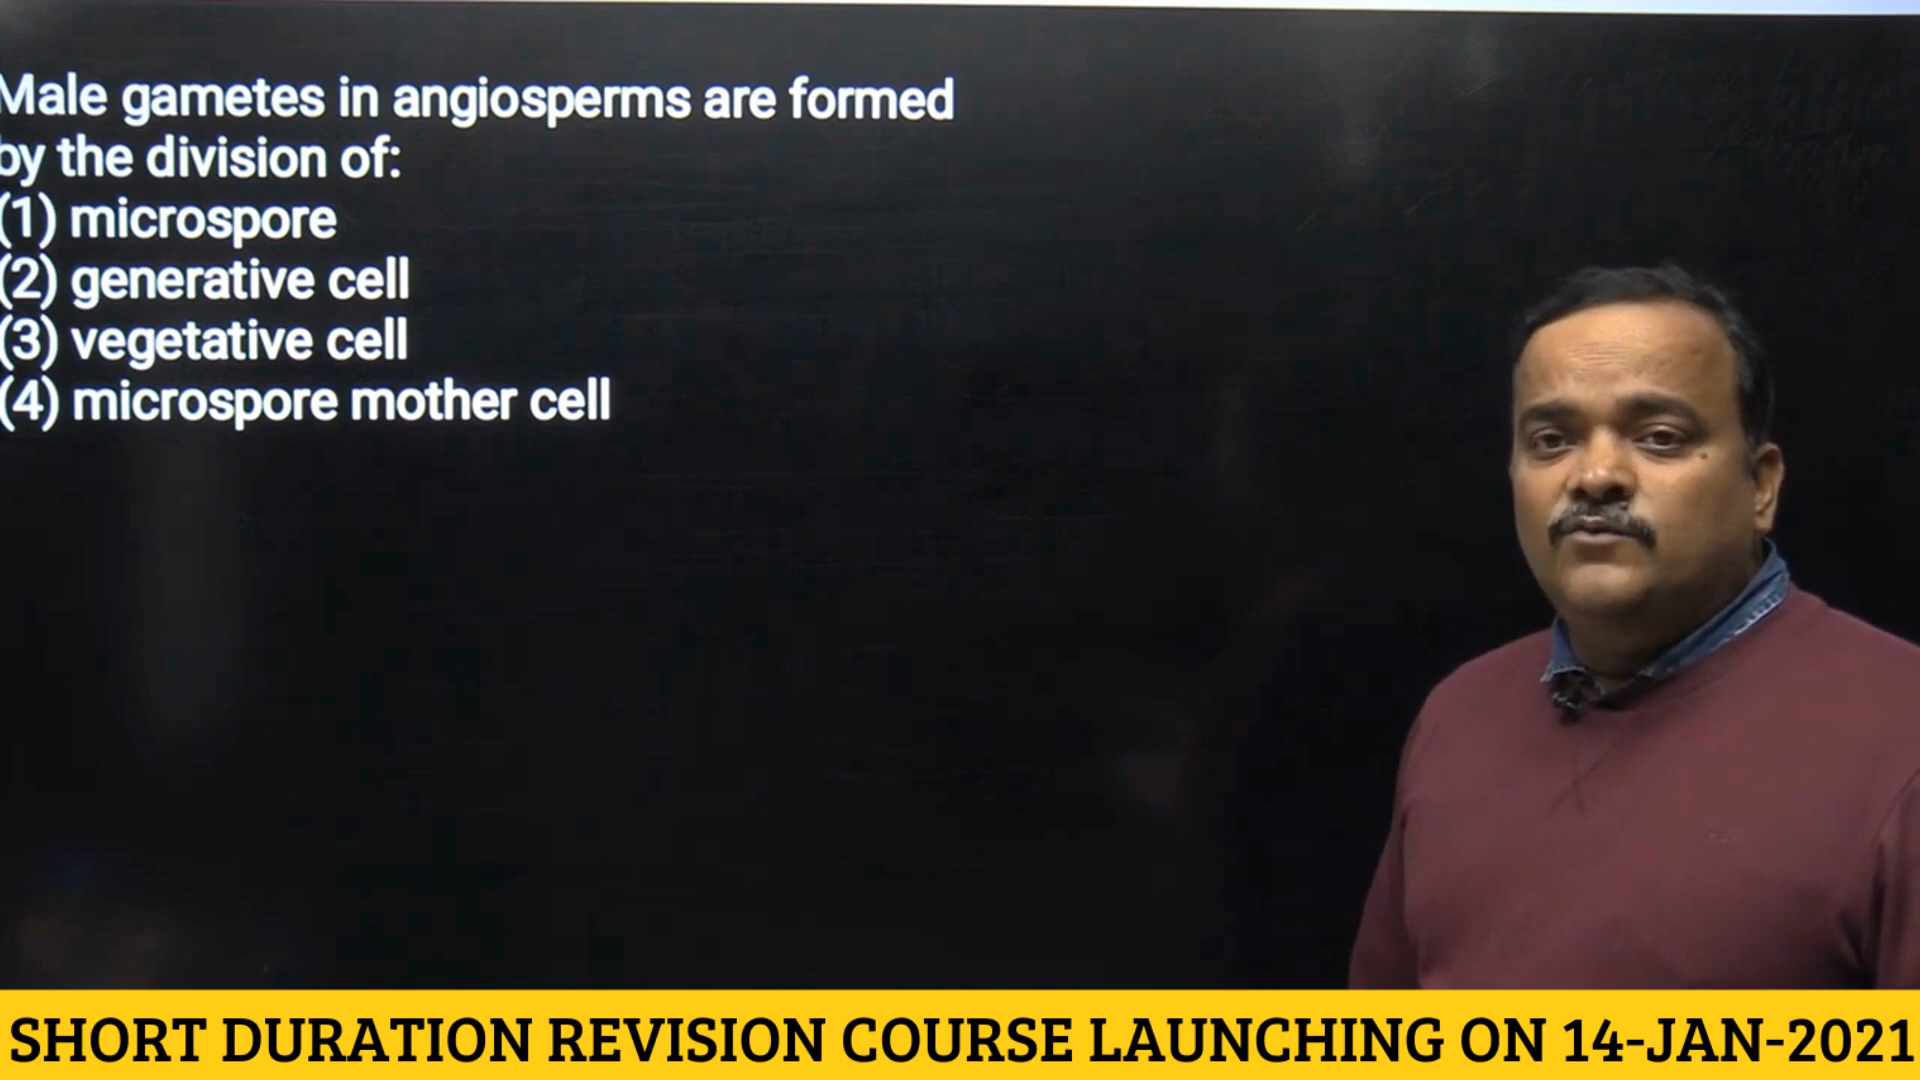 Male gametes in angiosperms are formed
by the division of:
(1) microspore
(2) generative cell
(3) vegetative cell
(4) microspore mother cell
SHORT DURATION REVISION COURSE LAUNCHING ON 14-JAN-2021